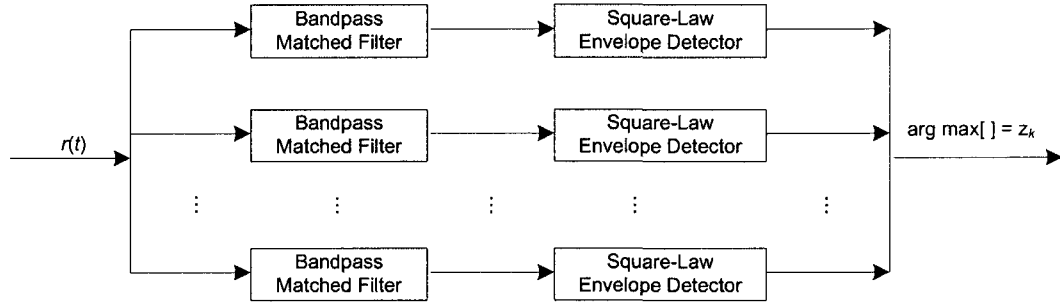 Bandpass
Matched Filter
Square-Law
Envelope Detector
Bandpass
Matched Filter
Square-Law
Envelope Detector
r(t)
arg max[ ] = zk
Bandpass
Matched Filter
Square-Law
Envelope Detector